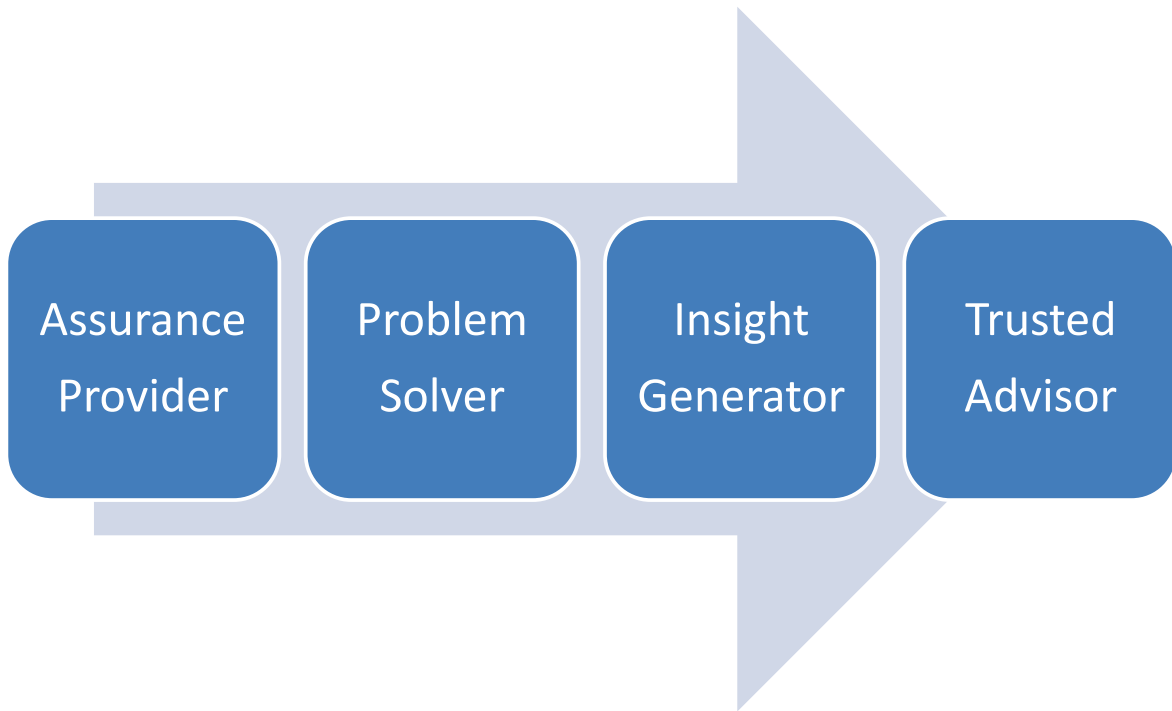 Assurance
Provider
Problem
Solver
Insight
Generator
Trusted
Advisor